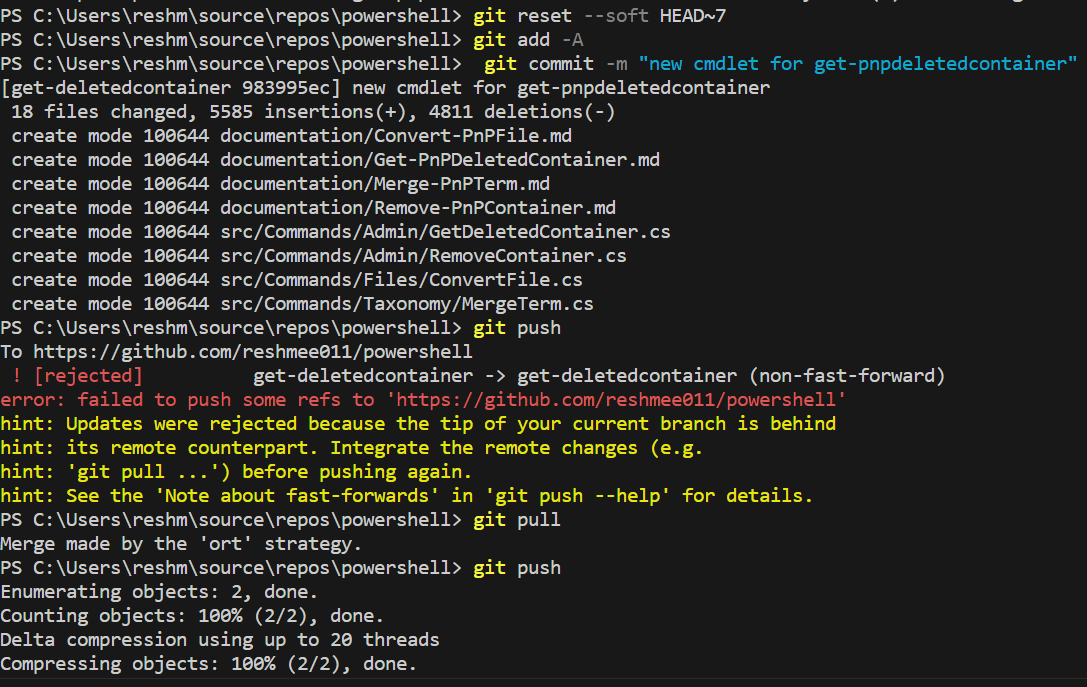 PS C:\Users\reshm\source\repos\powershell> git reset --soft HEAD~7
PS C:\Users\reshm\source\repos\powershell> git add -A
PS C:\Users\reshm\source\repos\powershell>  git commit -m "new cmdlet for get-pnpdeletedcontainer"
[get-deletedcontainer 983995ec] new cmdlet for get-pnpdeletedcontainer
 18 files changed, 5585 insertions(+), 4811 deletions(-)
 create mode 100644 documentation/Convert-PnPFile.md
 create mode 100644 documentation/Get-PnPDeletedContainer.md
 create mode 100644 documentation/Merge-PnPTerm.md
 create mode 100644 documentation/Remove-PnPContainer.md
 create mode 100644 src/Commands/Admin/GetDeletedContainer.cs
 create mode 100644 src/Commands/Admin/RemoveContainer.cs
 create mode 100644 src/Commands/Files/ConvertFile.cs
 create mode 100644 src/Commands/Taxonomy/MergeTerm.cs
PS C:\Users\reshm\source\repos\powershell> git push
To https://github.com/reshmee011/powershell
 ! [rejected]          get-deletedcontainer -> get-deletedcontainer (non-fast-forward)
error: failed to push some refs to 'https://github.com/reshmee011/powershell'
hint: Updates were rejected because the tip of your current branch is behind
hint: its remote counterpart. Integrate the remote changes (e.g.
hint: 'git pull ...') before pushing again.
hint: See the 'Note about fast-forwards' in 'git push --help' for details.
PS C:\Users\reshm\source\repos\powershell> git pull
Merge made by the 'ort' strategy.
PS C:\Users\reshm\source\repos\powershell> git push
Enumerating objects: 2, done.
Counting objects: 100% (2/2), done.
Delta compression using up to 20 threads
Compressing objects: 100% (2/2), done.